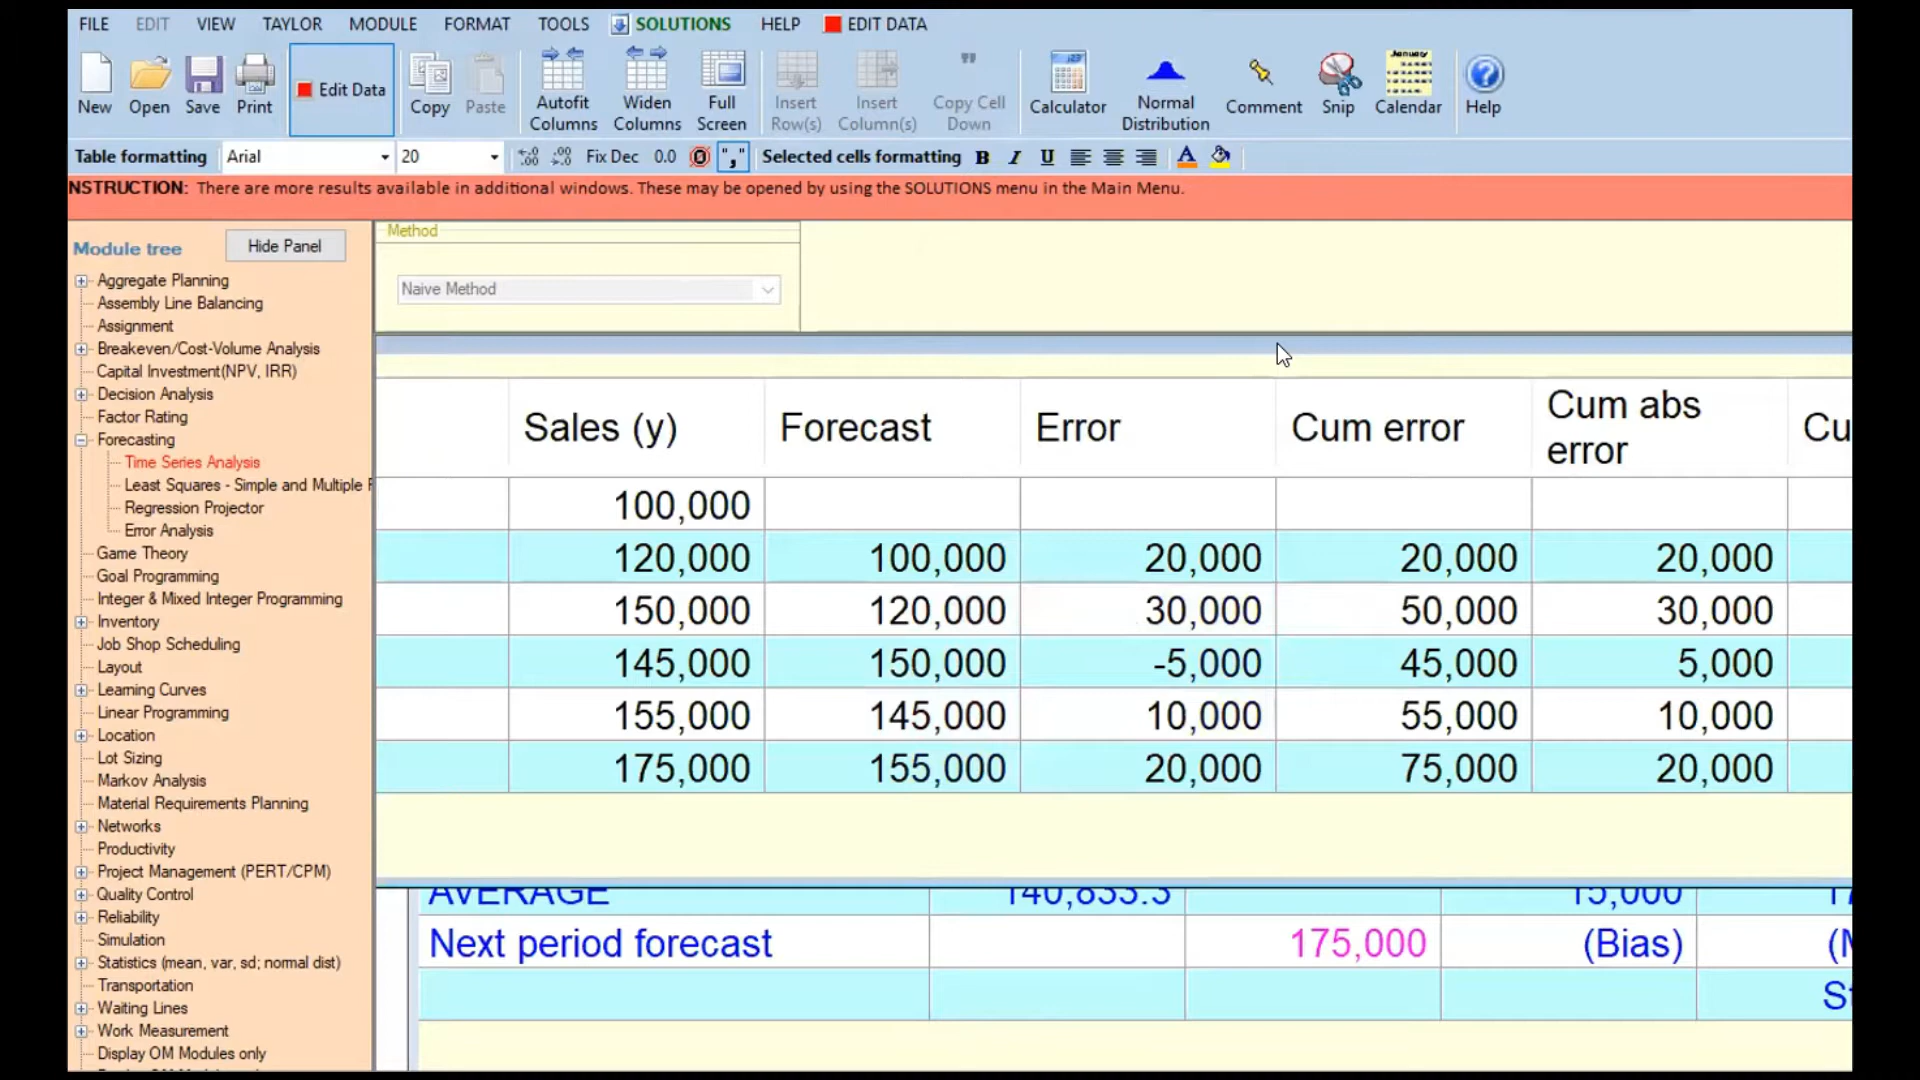 FILE EDIT VIEW TAYLOR MODULE FORMAT TOOLS SOLUTIONS HELP EDIT DATA
New Open Save Print Edit Data Copy Paste Autofit Columns Widen Columns Full Screen Insert Row(s) Insert Column(s) Copy Cell Down Calculator Normal Distribution Comment Snip January Calendar Help
Table formatting Arial 20 Fix Dec 0.0 "," Selected cells formatting B I U A
NSTRUCTION: There are more results available in additional windows. These may be opened by using the SOLUTIONS menu in the Main Menu.
Module tree Hide Panel
Aggregate Planning
Assembly Line Balancing
Assignment
Breakeven/Cost-Volume Analysis
Capital Investment(NPV, IRR)
Decision Analysis
Factor Rating
Forecasting
Time Series Analysis
Least Squares - Simple and Multiple
Regression Projector
Error Analysis
Game Theory
Goal Programming
Integer & Mixed Integer Programming
Inventory
Job Shop Scheduling
Layout
Learning Curves
Linear Programming
Location
Lot Sizing
Markov Analysis
Material Requirements Planning
Networks
Productivity
Project Management (PERT/CPM)
Quality Control
Reliability
Simulation
Statistics (mean, var, sd; normal dist)
Transportation
Waiting Lines
Work Measurement
Display OM Modules only
Method
Naive Method
Sales (y) Forecast Error Cum error Cum abs error Cu
100,000
120,000 100,000 20,000 20,000 20,000
150,000 120,000 30,000 50,000 30,000
145,000 150,000 -5,000 45,000 5,000
155,000 145,000 10,000 55,000 10,000
175,000 155,000 20,000 75,000 20,000
AVERAGE 140,833.3 15,000
Next period forecast 175,000 (Bias)